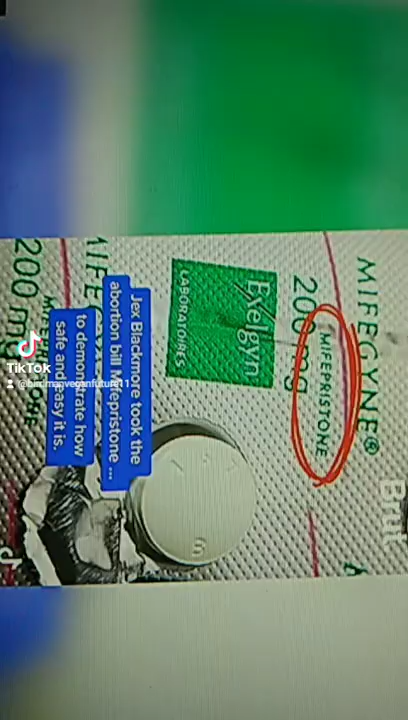 MIFEGYNE®
MIFEPRISTONE
200 mg
Exelgyn
LABORATOIRES
Brut
MIFE
200 mg
Jex Blackmore took the
abortion bill Mifepristone ...
to demonstrate how
safe and easy it is.
TikTok